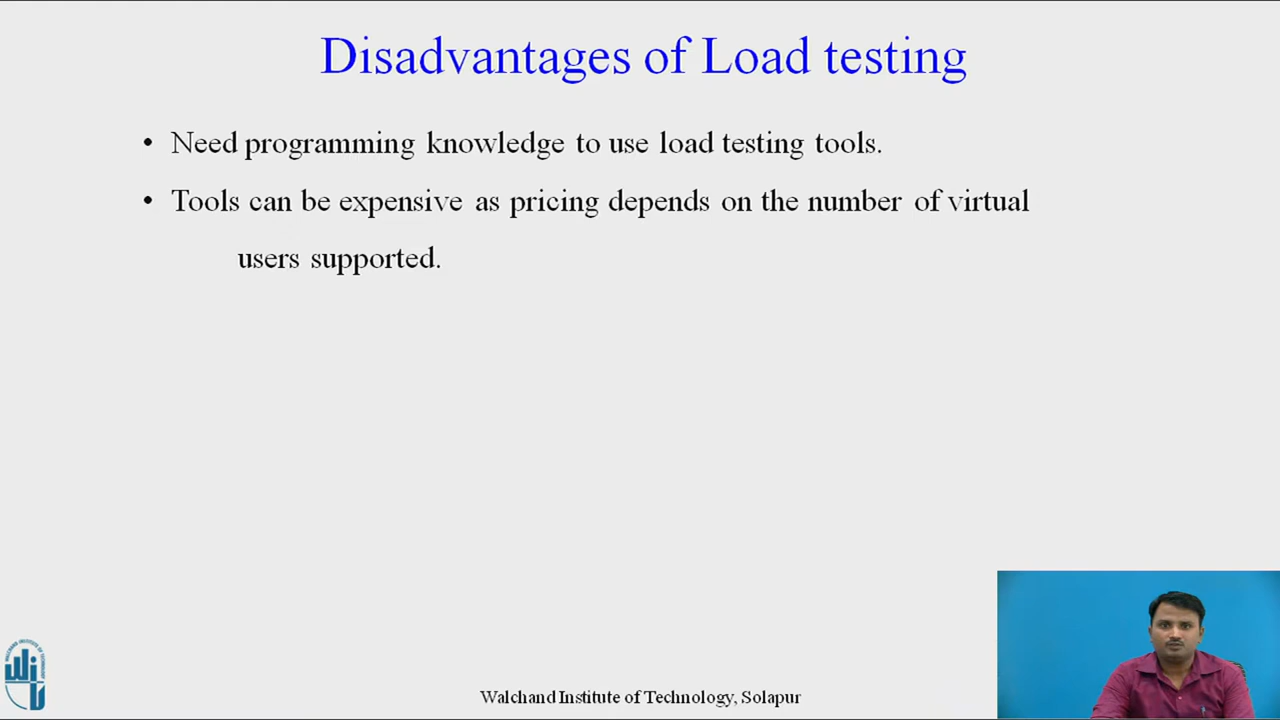 Disadvantages of Load testing
• Need programming knowledge to use load testing tools.
• Tools can be expensive as pricing depends on the number of virtual
users supported.
Walchand Institute of Technology, Solapur